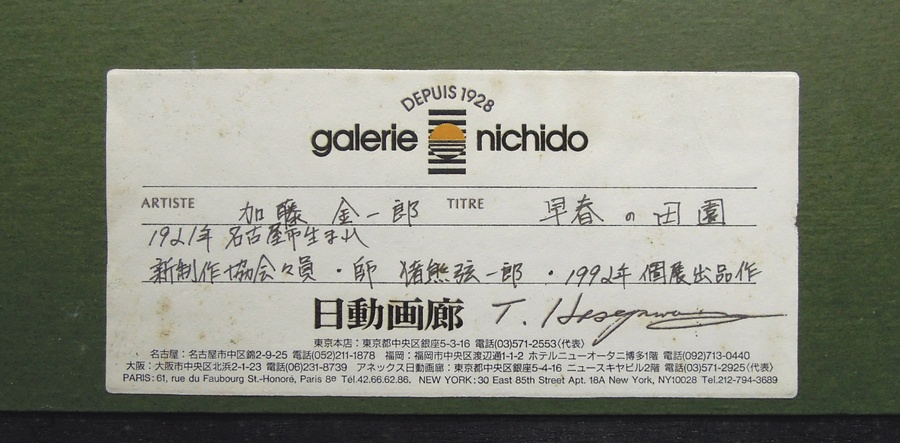 DEPUIS 1928
galerie nichido
ARTISTE 加藤 金一郎 TITRE 早春の田園
1921年 名古屋市生まれ
新制作協会々員・師 猪熊弦一郎・1992年 個展出品作
日動画廊 T. Hasegawa
東京本店:東京都中央区銀座5-3-16 電話(03)571-2553〈代表〉
名古屋:名古屋市中区錦2-9-25 電話(052)211-1878 福岡:福岡市中央区渡辺通1-1-2 ホテルニューオータニ博多1階 電話(092)713-0440
大阪:大阪市中央区北浜2-1-23 電話(06)231-8739 アネックス日動画廊:東京都中央区銀座5-4-16 ニュースキヤビル2階 電話(03)571-2925〈代表〉
PARIS: 61, rue du Faubourg St.-Honoré, Paris 8e Tél.42.66.62.86. NEW YORK: 30 East 85th Street Apt. 18A New York, NY10028 Tel.212-794-3689